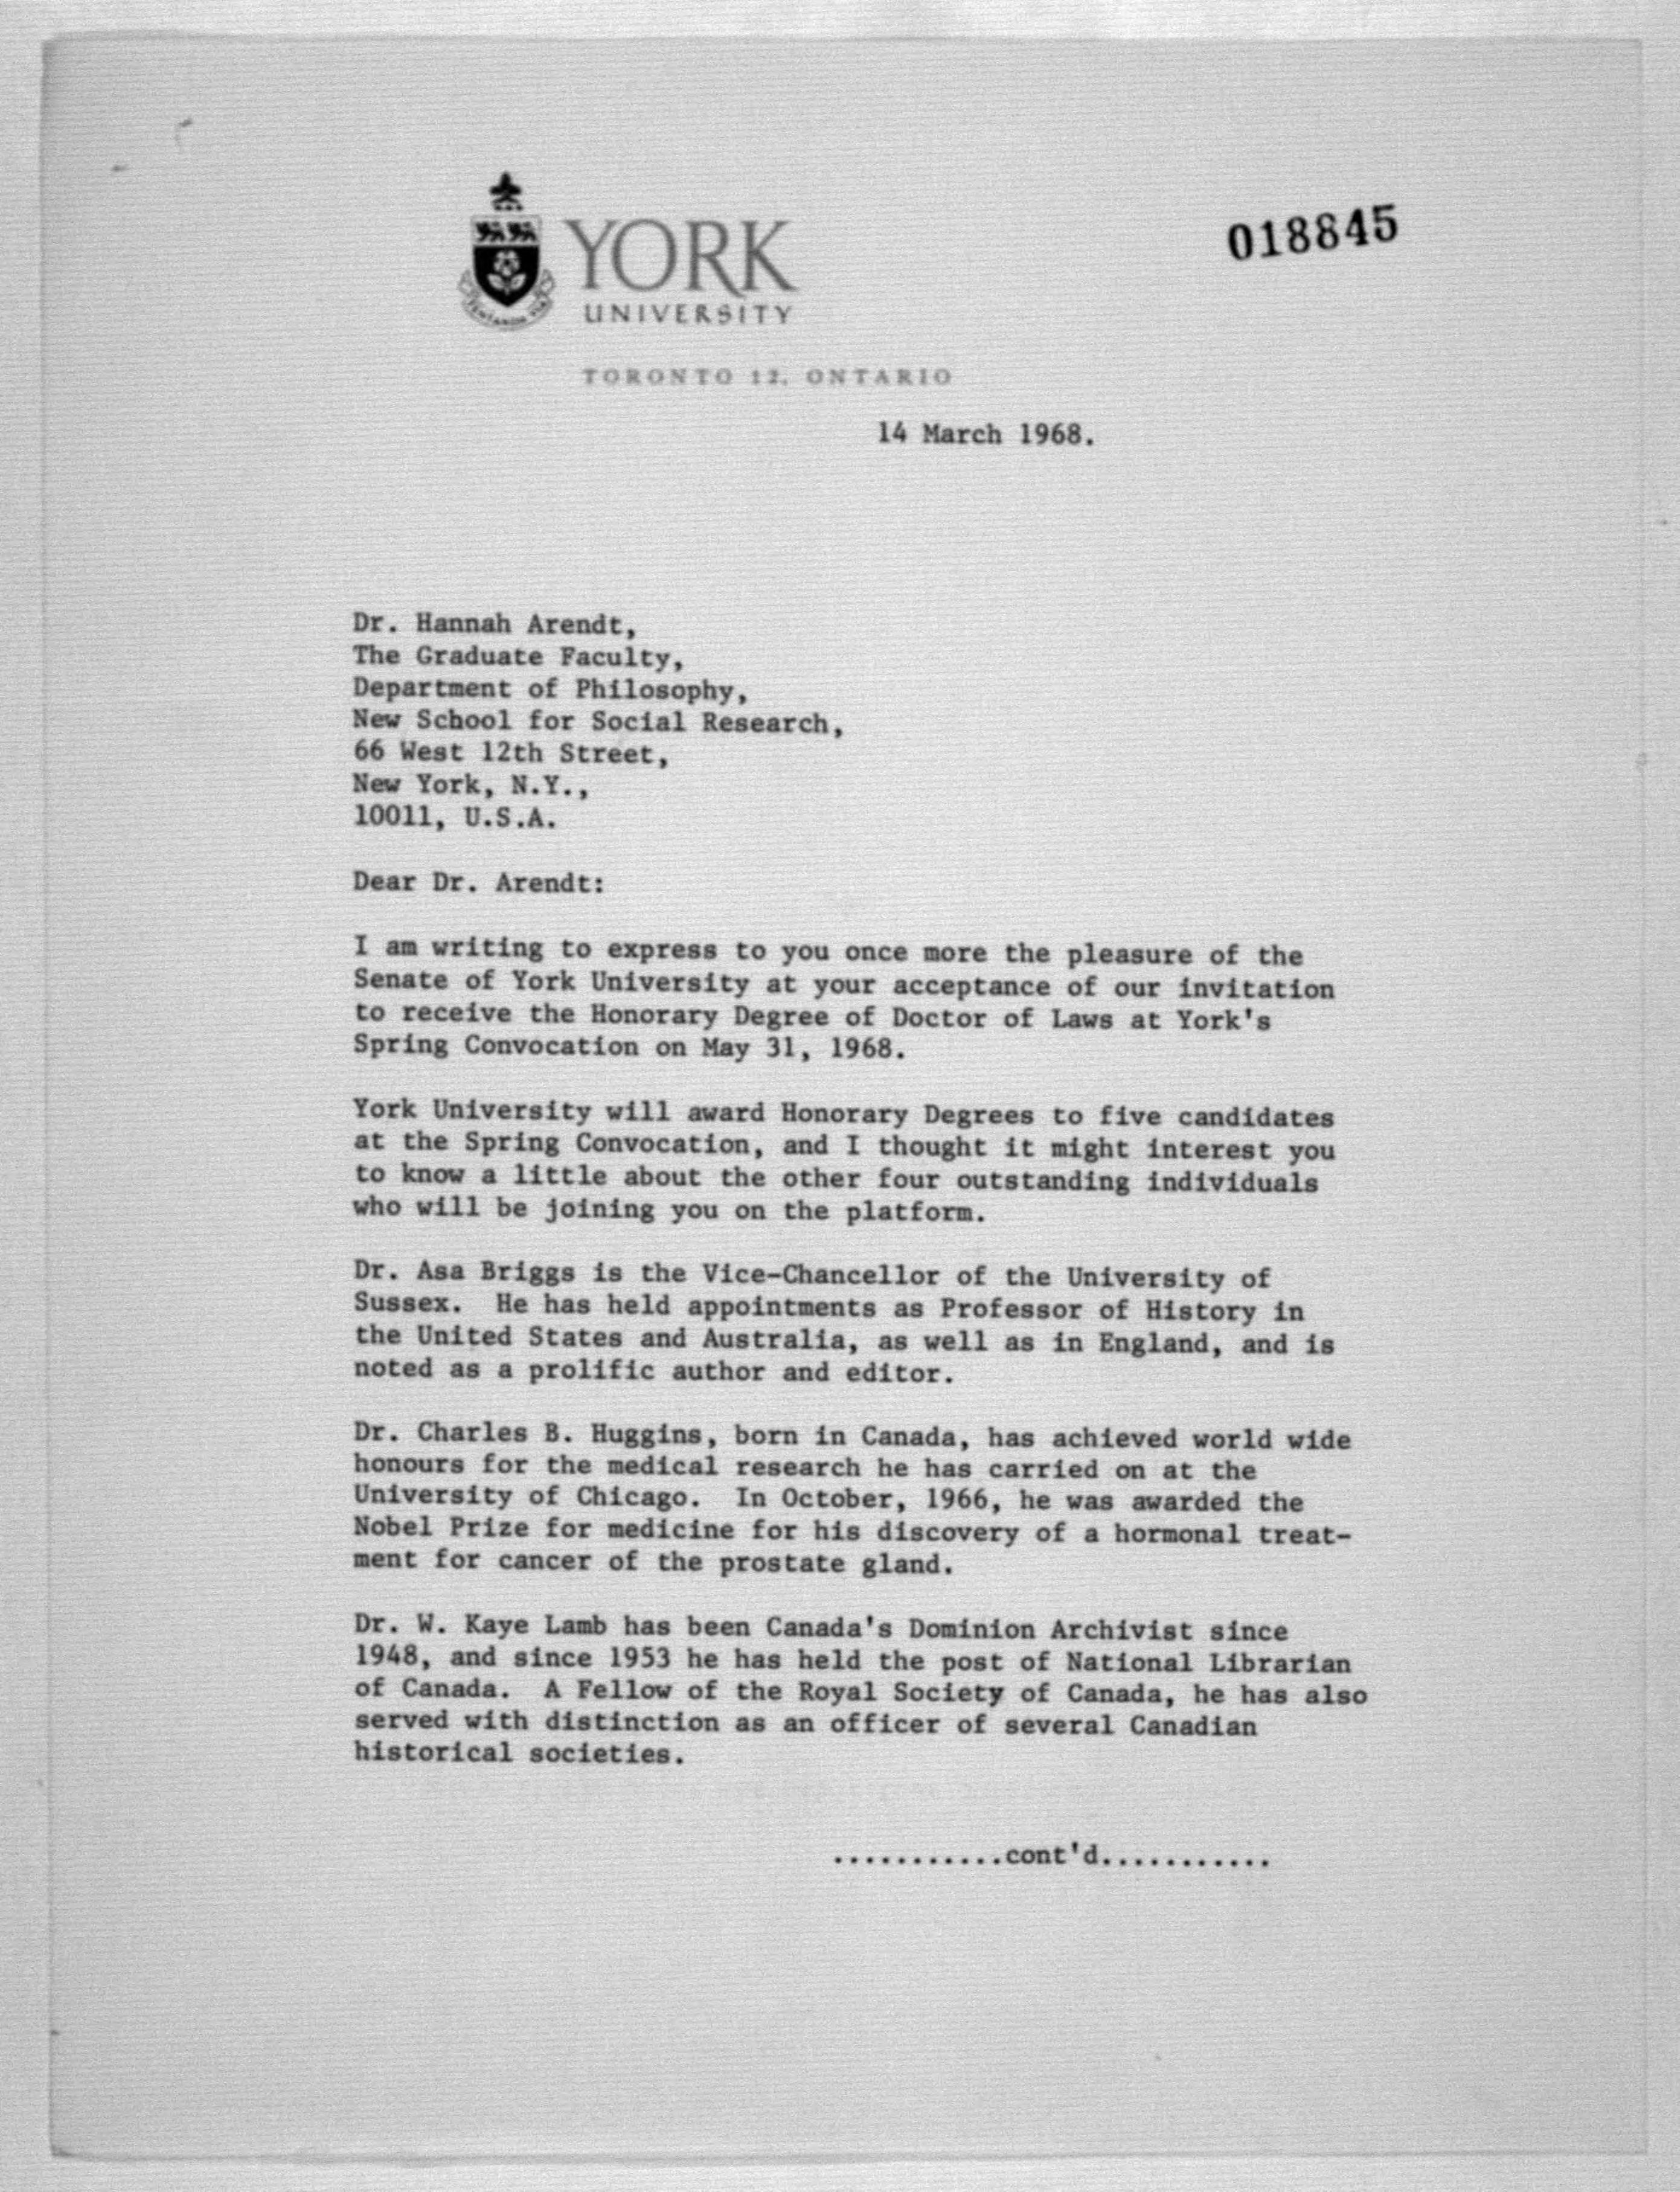 YORK
UNIVERSITY
018845
TORONTO 12, ONTARIO
14 March 1968.
Dr. Hannah Arendt,
The Graduate Faculty,
Department of Philosophy,
New School for Social Research,
66 West 12th Street,
New York, N.Y.,
10011, U.S.A.
Dear Dr. Arendt:
I am writing to express to you once more the pleasure of the
Senate of York University at your acceptance of our invitation
to receive the Honorary Degree of Doctor of Laws at York's
Spring Convocation on May 31, 1968.
York University will award Honorary Degrees to five candidates
at the Spring Convocation, and I thought it might interest you
to know a little about the other four outstanding individuals
who will be joining you on the platform.
Dr. Asa Briggs is the Vice-Chancellor of the University of
Sussex.  He has held appointments as Professor of History in
the United States and Australia, as well as in England, and is
noted as a prolific author and editor.
Dr. Charles B. Huggins, born in Canada, has achieved world wide
honours for the medical research he has carried on at the
University of Chicago.  In October, 1966, he was awarded the
Nobel Prize for medicine for his discovery of a hormonal treat-
ment for cancer of the prostate gland.
Dr. W. Kaye Lamb has been Canada's Dominion Archivist since
1948, and since 1953 he has held the post of National Librarian
of Canada.  A Fellow of the Royal Society of Canada, he has also
served with distinction as an officer of several Canadian
historical societies.
...........cont'd...........